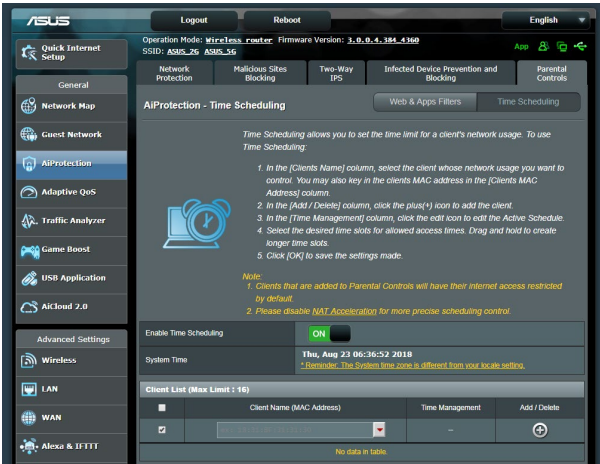 ASUS
Logout
Reboot
English
Quick Internet
Setup
Operation Mode: Wireless router Firmware Version: 3.0.0.4.384_4360
SSID: ASUS_2G ASUS_5G
App
General
Network Map
Guest Network
AiProtection
Adaptive QoS
Traffic Analyzer
Game Boost
USB Application
AiCloud 2.0
Advanced Settings
Wireless
LAN
WAN
Alexa & IFTTT
Network
Protection
Malicious Sites
Blocking
Two-Way
IPS
Infected Device Prevention and
Blocking
Parental
Controls
AiProtection - Time Scheduling
Web & Apps Filters
Time Scheduling
Time Scheduling allows you to set the time limit for a client's network usage. To use
Time Scheduling:
1. In the [Clients Name] column, select the client whose network usage you want to
control. You may also key in the clients MAC address in the [Clients MAC
Address] column.
2. In the [Add / Delete] column, click the plus(+) icon to add the client.
3. In the [Time Management] column, click the edit icon to edit the Active Schedule.
4. Select the desired time slots for allowed access times. Drag and hold to create
longer time slots.
5. Click [OK] to save the settings made.
Note:
1. Clients that are added to Parental Controls will have their internet access restricted
by default.
2. Please disable NAT Acceleration for more precise scheduling control.
Enable Time Scheduling
ON
System Time
Thu, Aug 23 06:36:52 2018
* Reminder: The System time zone is different from your locale setting.
Client List (Max Limit : 16)
Client Name (MAC Address)
Time Management
Add / Delete
–
No data in table.